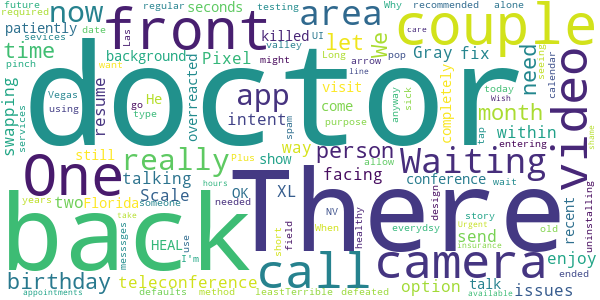 future regular seconds testing Why recommended alone
required now front area couple
patiently We
time background killed let UI Gray fix date
pinch Las valley Long arrow care
swapping Pixel might visit pop completely
sevices resume overreacted He app intent need month seeing
services Vegas go using type spam way come line want calendar
doctor
sick today
purpose anyway tap Wish
within entering video
One really show person Waiting shame
still talking facing allow
years two Scale QK XL conference wait
Florida Plus hours NV design recent
someone needed When healthy send story everydsy
back There call camera
HEAL use I'm take messsges
short field Urgent insurance old
uninstalling enjoy
birthday teleconference option talk issues
appointments defaults method leastTerrible defeated available ended